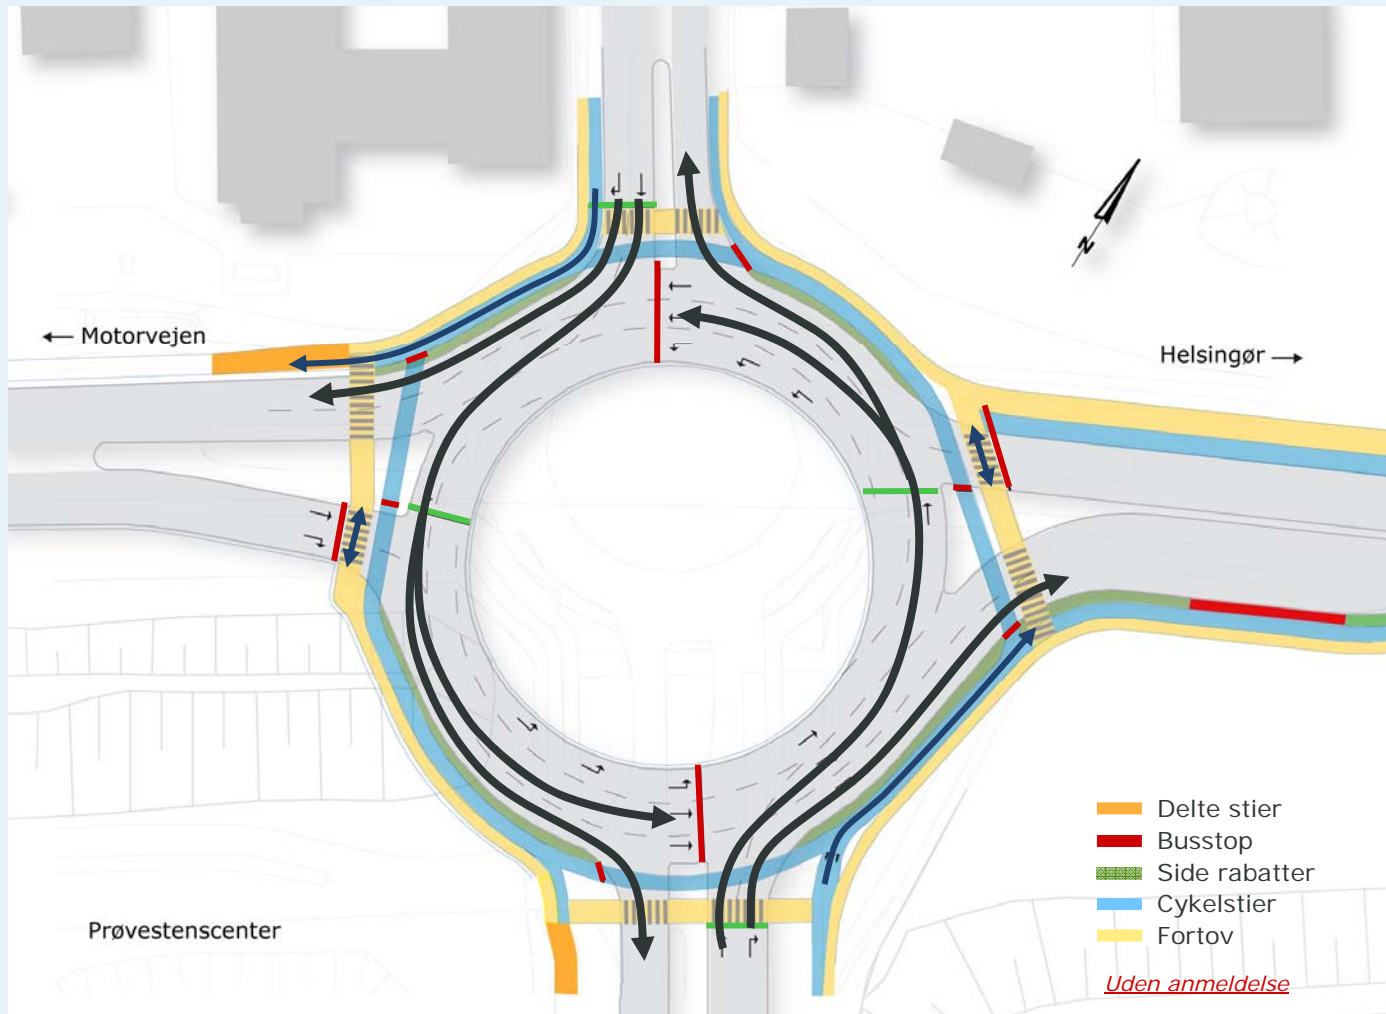 N
← Motorvejen
Helsingør →
Prøvestenscenter
Delte stier
Busstop
Side rabatter
Cykelstier
Fortov
Uden anmeldelse